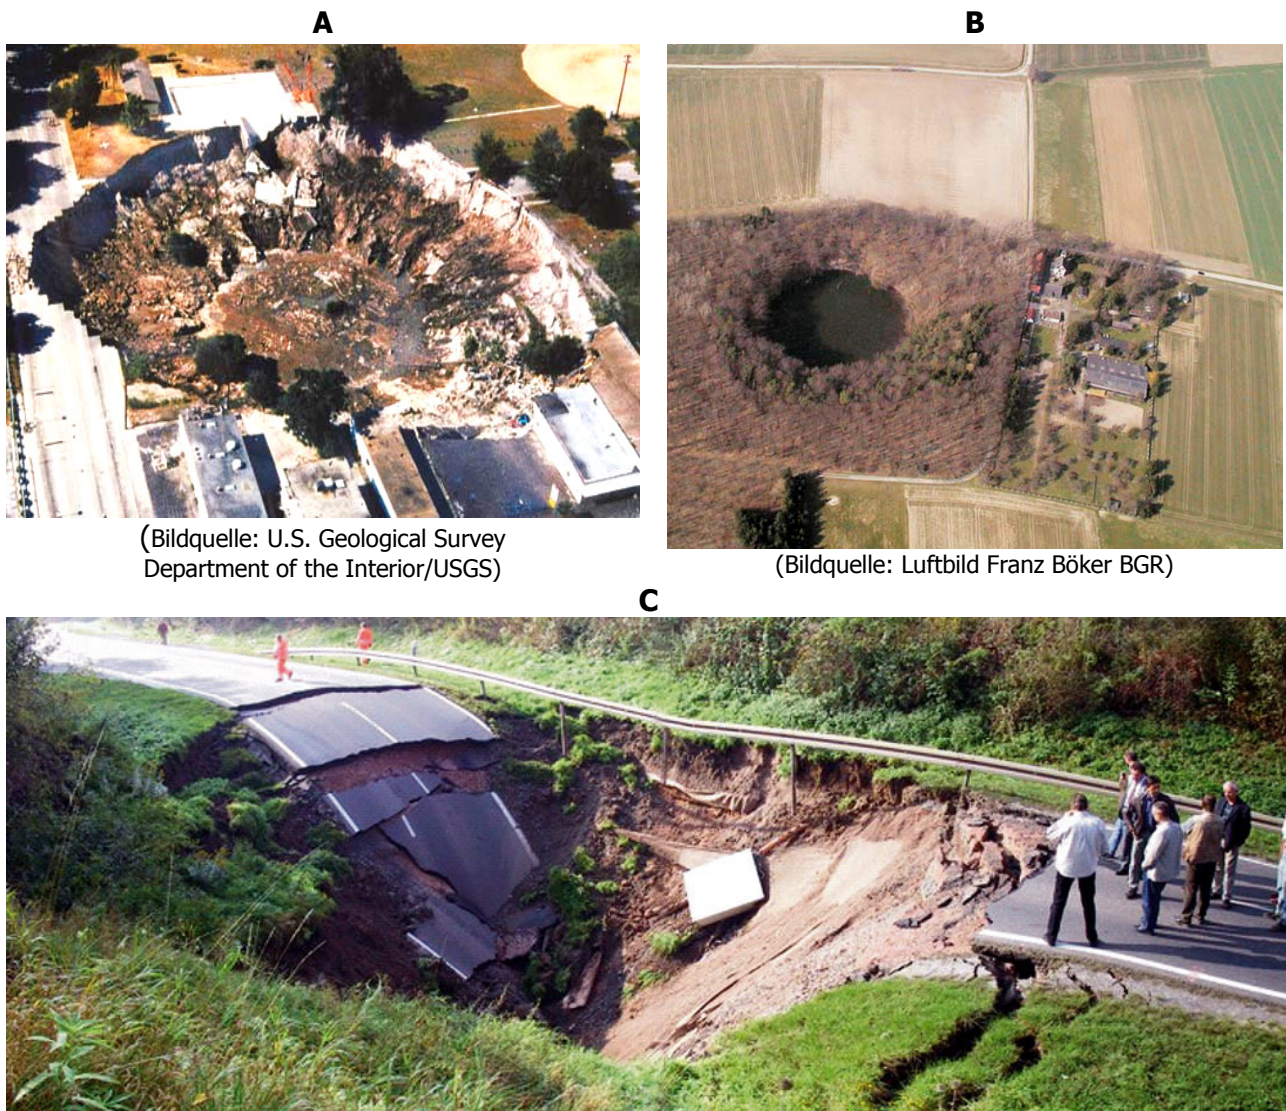 A
B
(Bildquelle: U.S. Geological Survey
Department of the Interior/USGS)
(Bildquelle: Luftbild Franz Böker BGR)
C